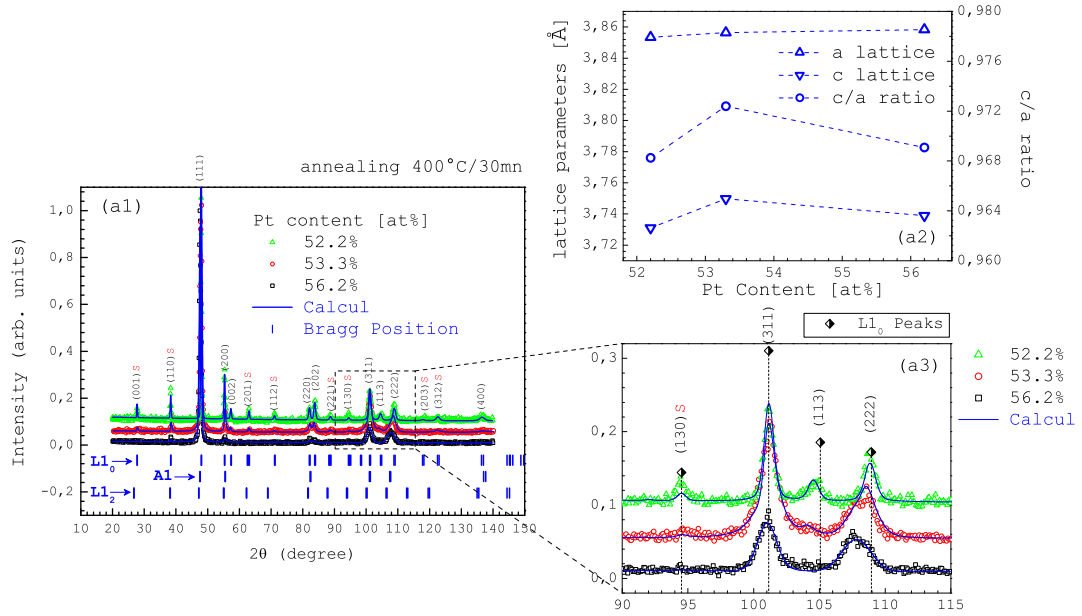 annealing 400°C/30mn
(a1)
Pt content [at%]
52.2%
53.3%
56.2%
Calcul
Bragg Position
(111)
(001) S
(110) S
(200)
(002)
(201) S
(112) S
(220)
(202)
(221) S
(130) S
(311)
(113)
(222)
(203) S
(312) S
(400)
L1₀
A1
L1₂
Intensity (arb. units)
1,0
0,8
0,6
0,4
0,2
0,0
-0,2
10 20 30 40 50 60 70 80 90 100 110 120 130 140 150
2θ (degree)
lattice parameters [Å]
3,86
3,84
3,82
3,80
3,78
3,76
3,74
3,72
a lattice
c lattice
c/a ratio
(a2)
0,980
0,976
0,972
0,968
0,964
0,960
c/a ratio
52 53 54 55 56
Pt Content [at%]
L1₀ Peaks
(a3)
(130) S
(311)
(113)
(222)
52.2%
53.3%
56.2%
Calcul
0,3
0,2
0,1
0,0
90 95 100 105 110 115